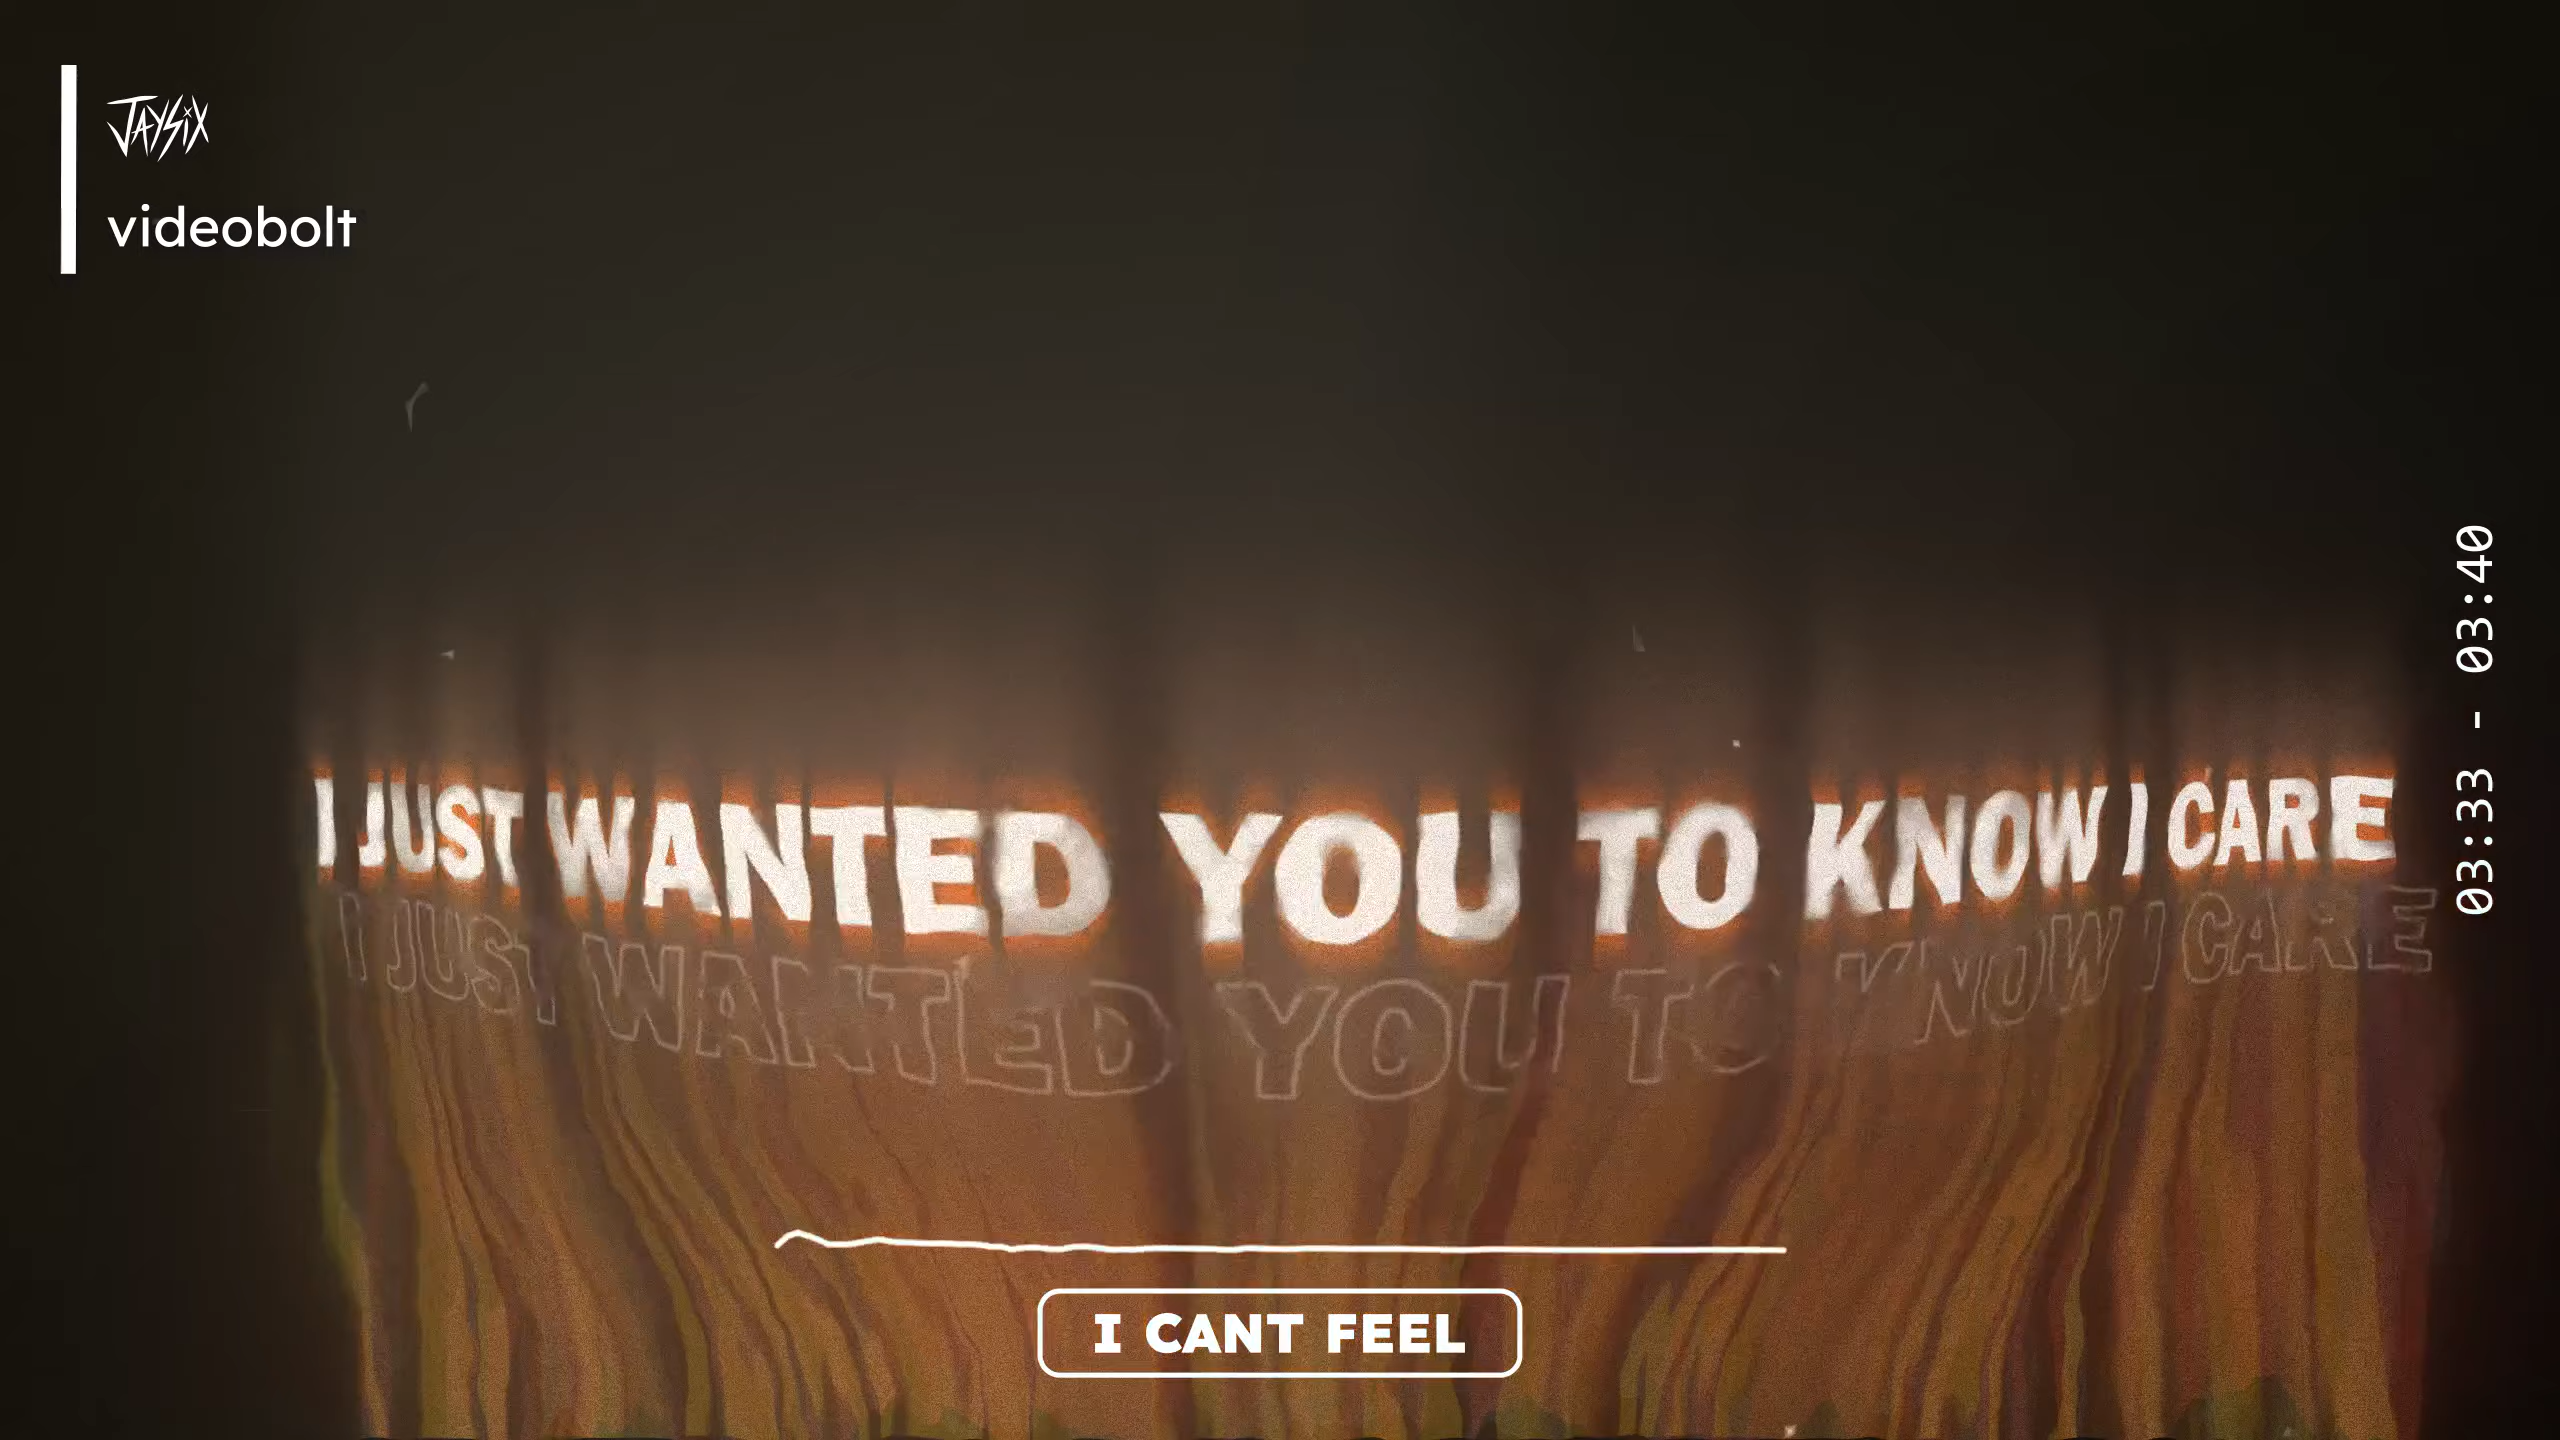 JAYSIX
videobolt
I JUST WANTED YOU TO KNOW I CARE
I JUST WANTED YOU TO KNOW I CARE
03:33 - 03:40
I CANT FEEL